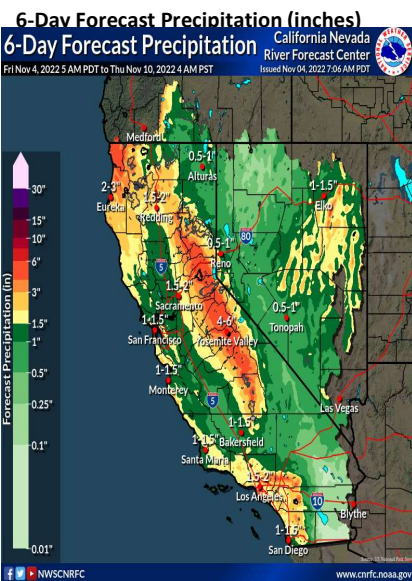 6-Day Forecast Precipitation (inches)
6-Day Forecast Precipitation
California Nevada
River Forecast Center
Fri Nov 4, 2022 5 AM PDT to Thu Nov 10, 2022 4 AM PST
Issued Nov 04, 2022 7:06 AM PDT
Medford
0.5-1"
Alturas
2-3"
Eureka
1.5-2"
Redding
1-1.5"
Elko
80
0.5-1"
Reno
5
1.5-2"
Sacramento
1-1.5"
San Francisco
4-6"
Yosemite Valley
0.5-1"
Tonopah
1-1.5"
Monterey
5
Las Vegas
1-1.5"
Bakersfield
1-1.5"
Santa Maria
1.5-2"
Los Angeles
10
Blythe
1-1.5"
San Diego
Forecast Precipitation (in)
30"
15"
10"
6"
3"
1.5"
1"
0.5"
0.25"
0.1"
0.01"
NWSCNRFC
www.cnrfc.noaa.gov